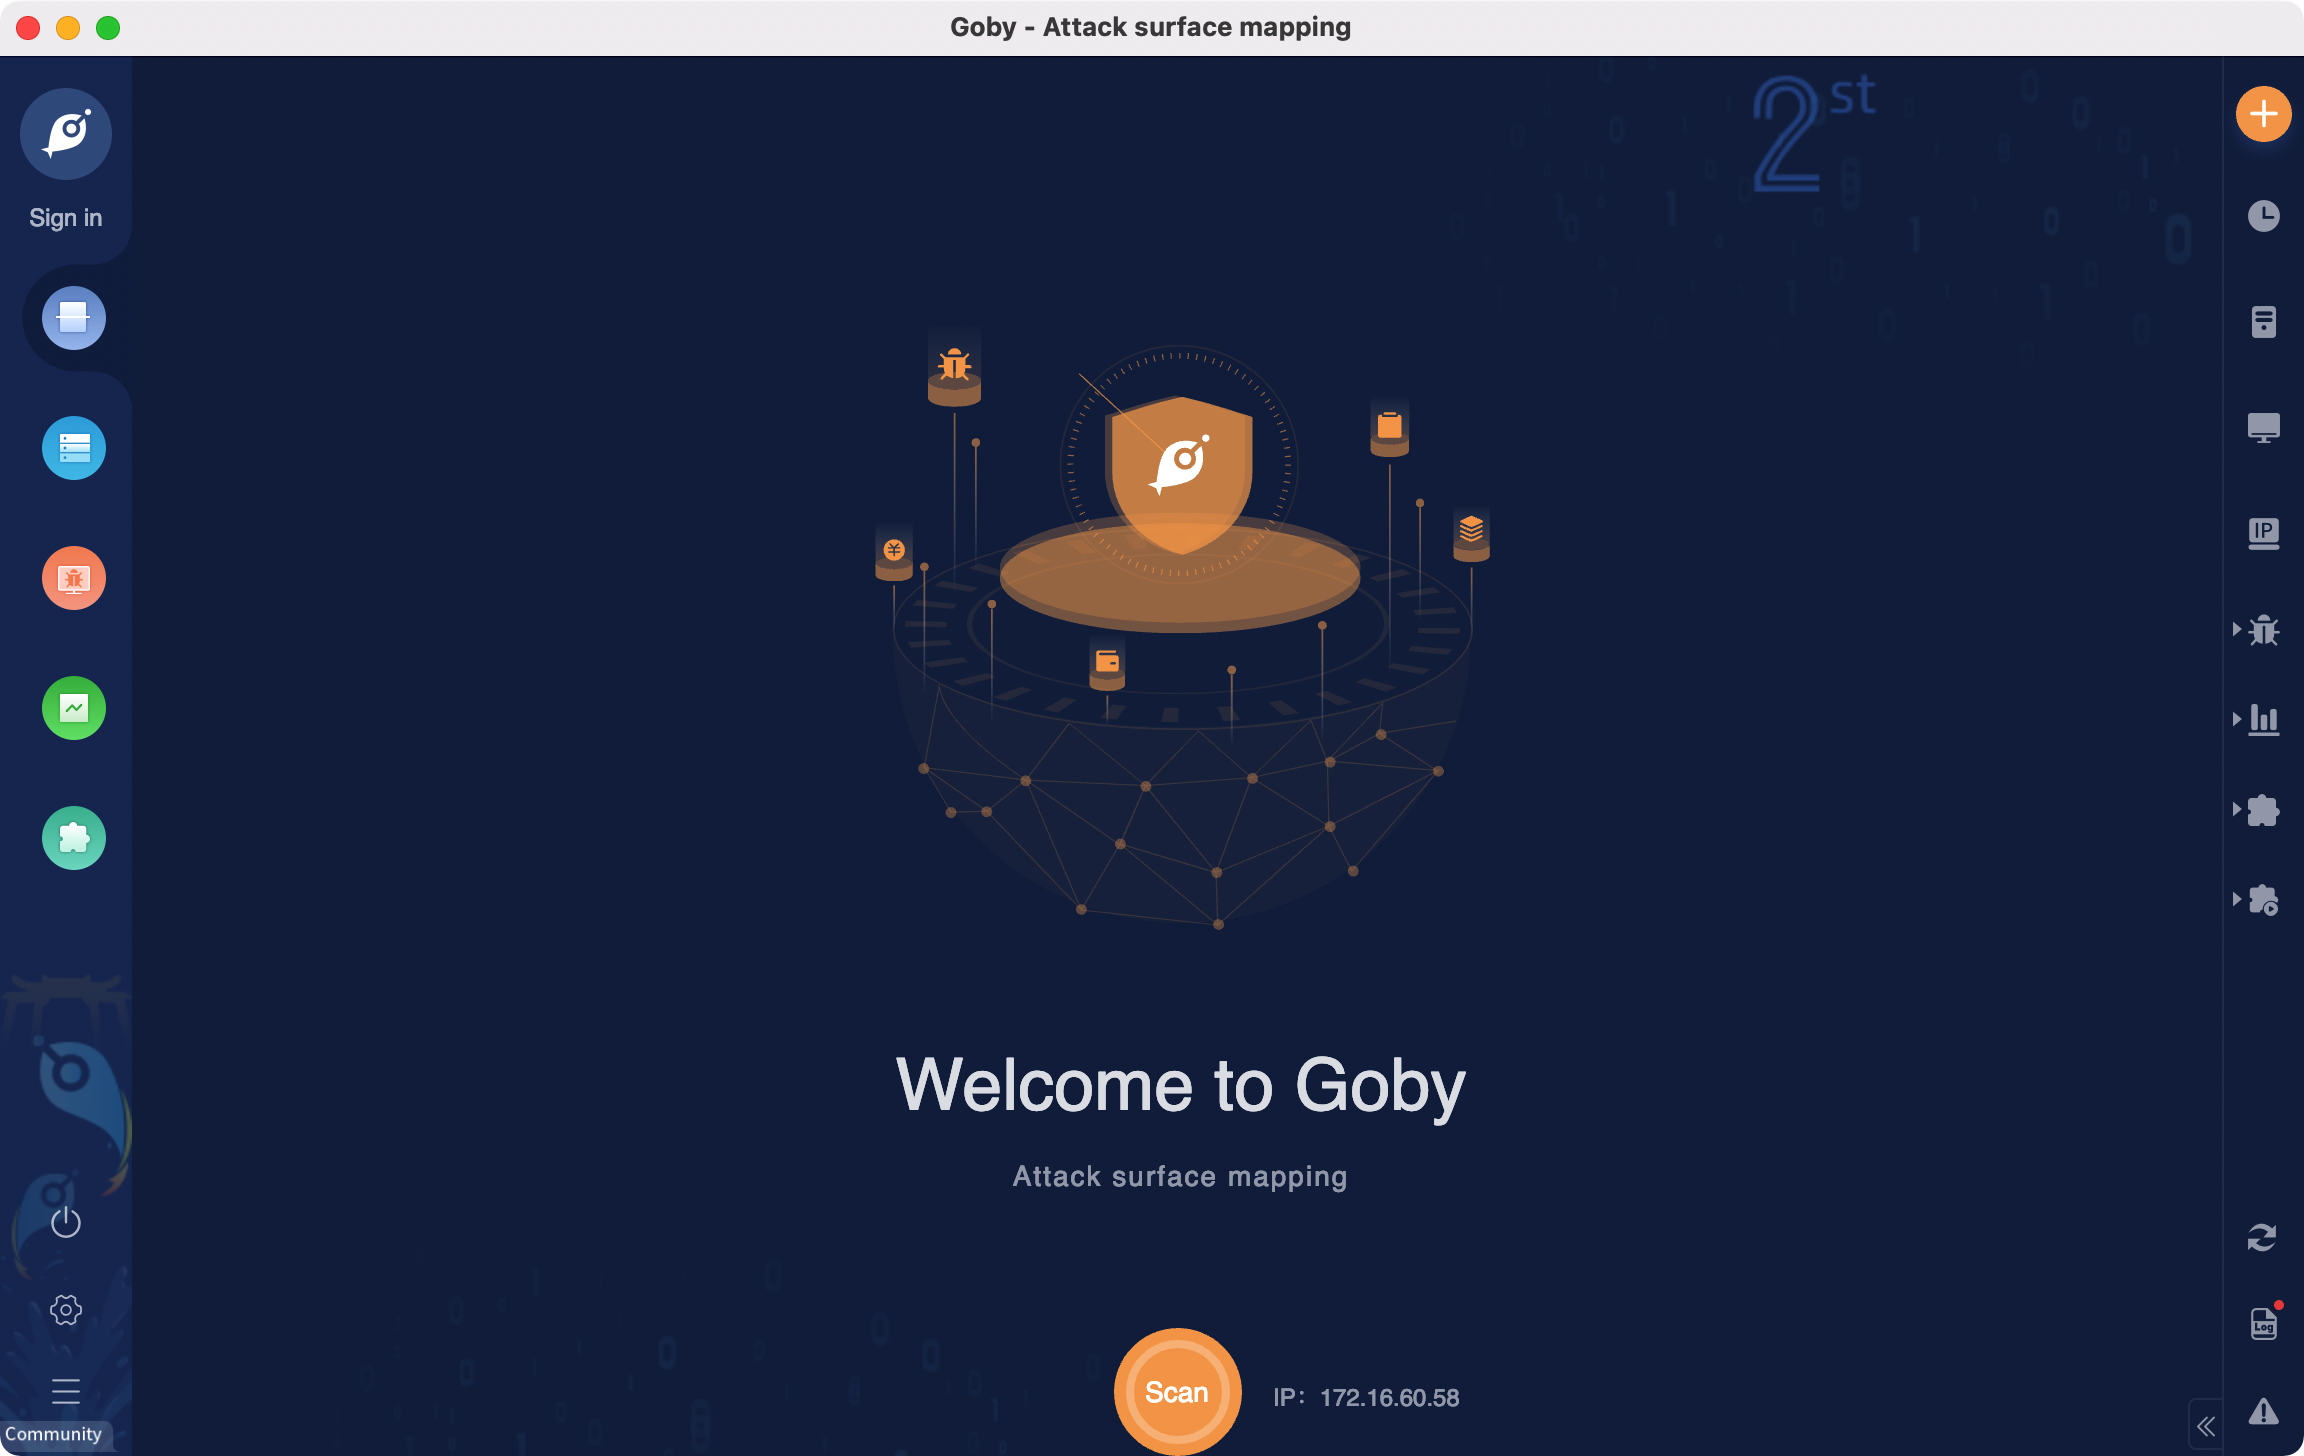 Goby - Attack surface mapping
2st
Sign in
IP
Welcome to Goby
Attack surface mapping
Scan
IP: 172.16.60.58
Log
Community